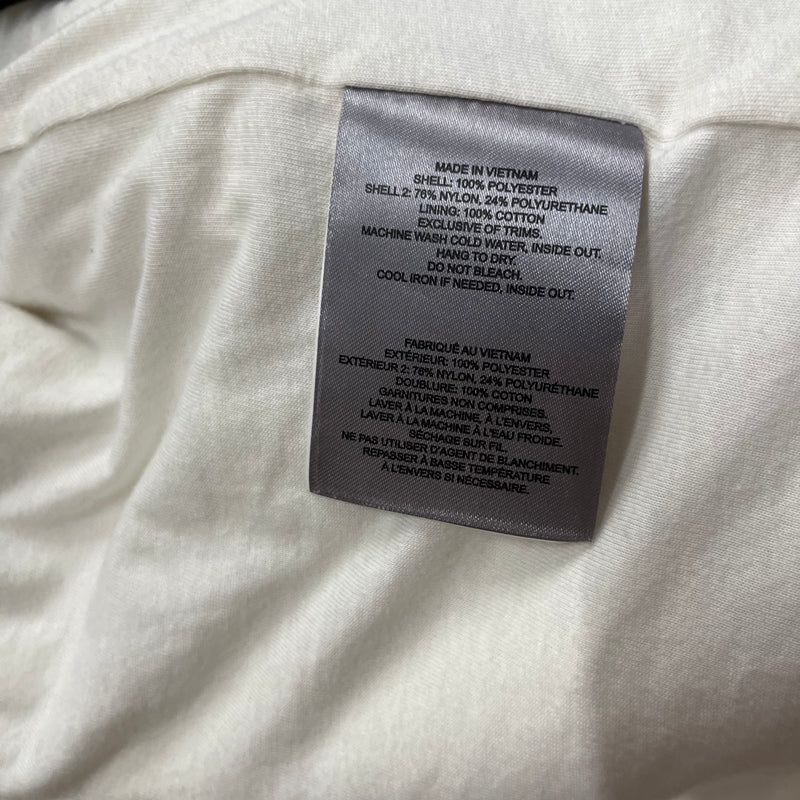 MADE IN VIETNAM
SHELL: 100% POLYESTER
SHELL 2: 76% NYLON, 24% POLYURETHANE
LINING: 100% COTTON
EXCLUSIVE OF TRIMS.
MACHINE WASH COLD WATER, INSIDE OUT.
HANG TO DRY.
DO NOT BLEACH.
COOL IRON IF NEEDED, INSIDE OUT.
FABRIQUÉ AU VIETNAM
EXTÉRIEUR: 100% POLYESTER
EXTÉRIEUR 2: 76% NYLON, 24% POLYURÉTHANE
DOUBLURE: 100% COTON
GARNITURES NON COMPRISES.
LAVER À LA MACHINE, À L'ENVERS,
LAVER À LA MACHINE À L'EAU FROIDE.
SÉCHAGE SUR FIL.
NE PAS UTILISER D'AGENT DE BLANCHIMENT.
REPASSER À BASSE TEMPÉRATURE
À L'ENVERS SI NÉCESSAIRE.